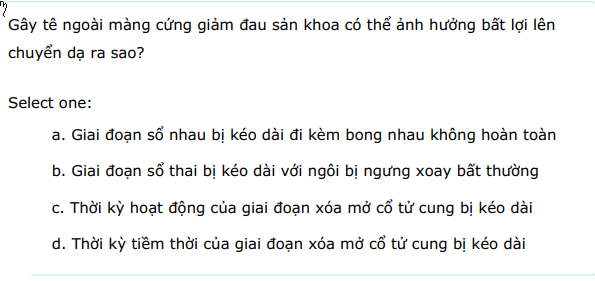 Gây tê ngoài màng cứng giảm đau sản khoa có thể ảnh hưởng bất lợi lên
chuyển dạ ra sao?
Select one:
a. Giai đoạn sổ nhau bị kéo dài đi kèm bong nhau không hoàn toàn
b. Giai đoạn sổ thai bị kéo dài với ngôi bị ngưng xoay bất thường
c. Thời kỳ hoạt động của giai đoạn xóa mở cổ tử cung bị kéo dài
d. Thời kỳ tiềm thời của giai đoạn xóa mở cổ tử cung bị kéo dài